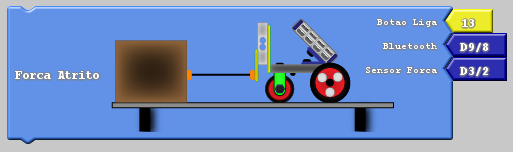 Botao Liga 13
Bluetooth D9/8
Forca Atrito
Sensor Forca D3/2